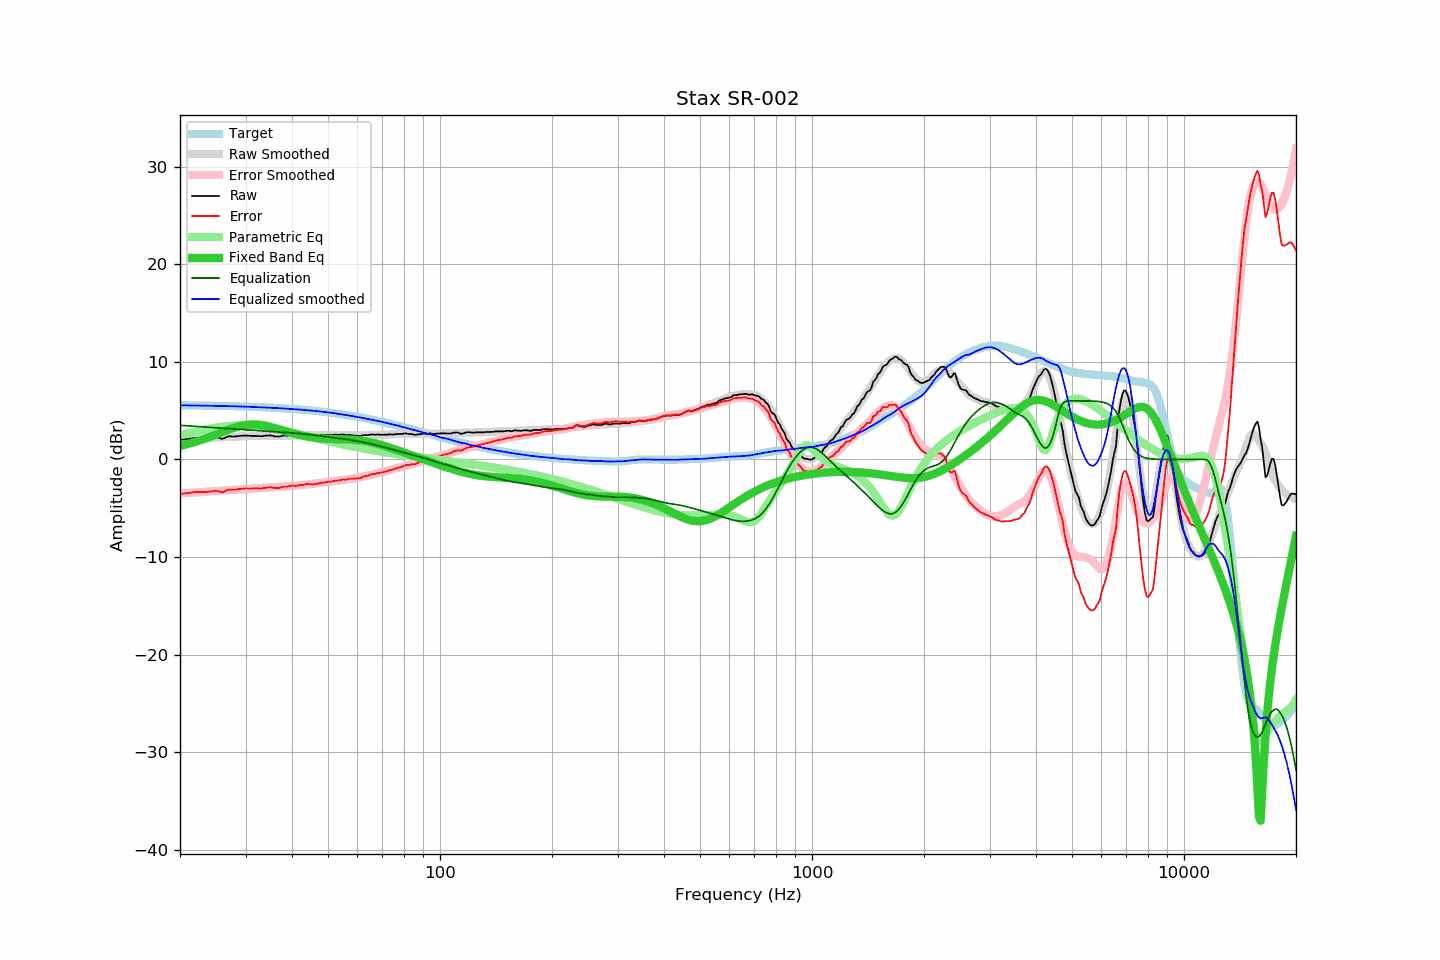 Stax SR-002
Target
Raw Smoothed
Error Smoothed
Raw
Error
Parametric Eq
Fixed Band Eq
Equalization
Equalized smoothed
30
20
10
0
−10
−20
−30
−40
Amplitude (dBr)
100
1000
10000
Frequency (Hz)